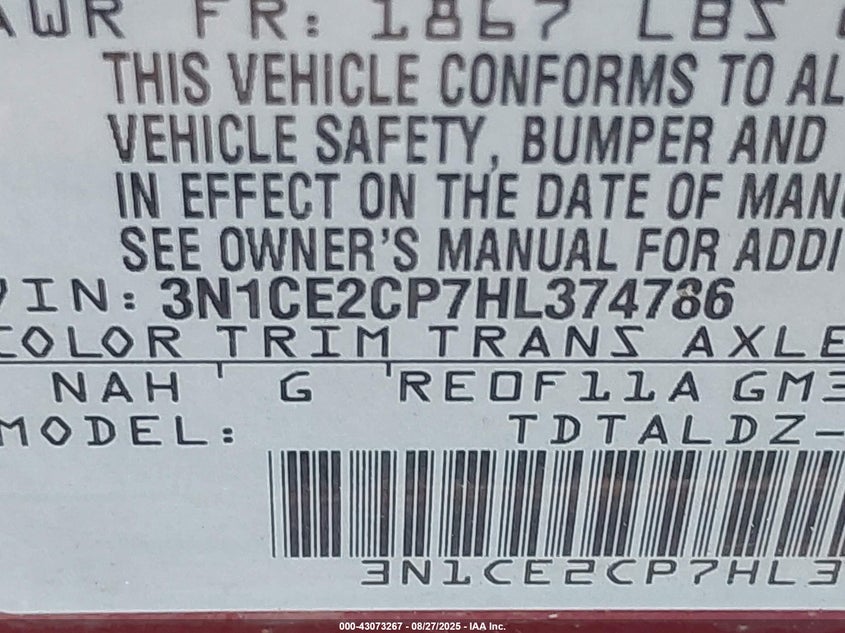 AWR FR: 1867 LBS
THIS VEHICLE CONFORMS TO AL
VEHICLE SAFETY, BUMPER AND
IN EFFECT ON THE DATE OF MAN
SEE OWNER'S MANUAL FOR ADDI
VIN: 3N1CE2CP7HL374786
COLOR TRIM TRANS AXLE
NAH G RE0F11A GM3
MODEL: TDTALDZ-
3N1CE2CP7HL3
000-43073267 - 08/27/2025 - IAA Inc.